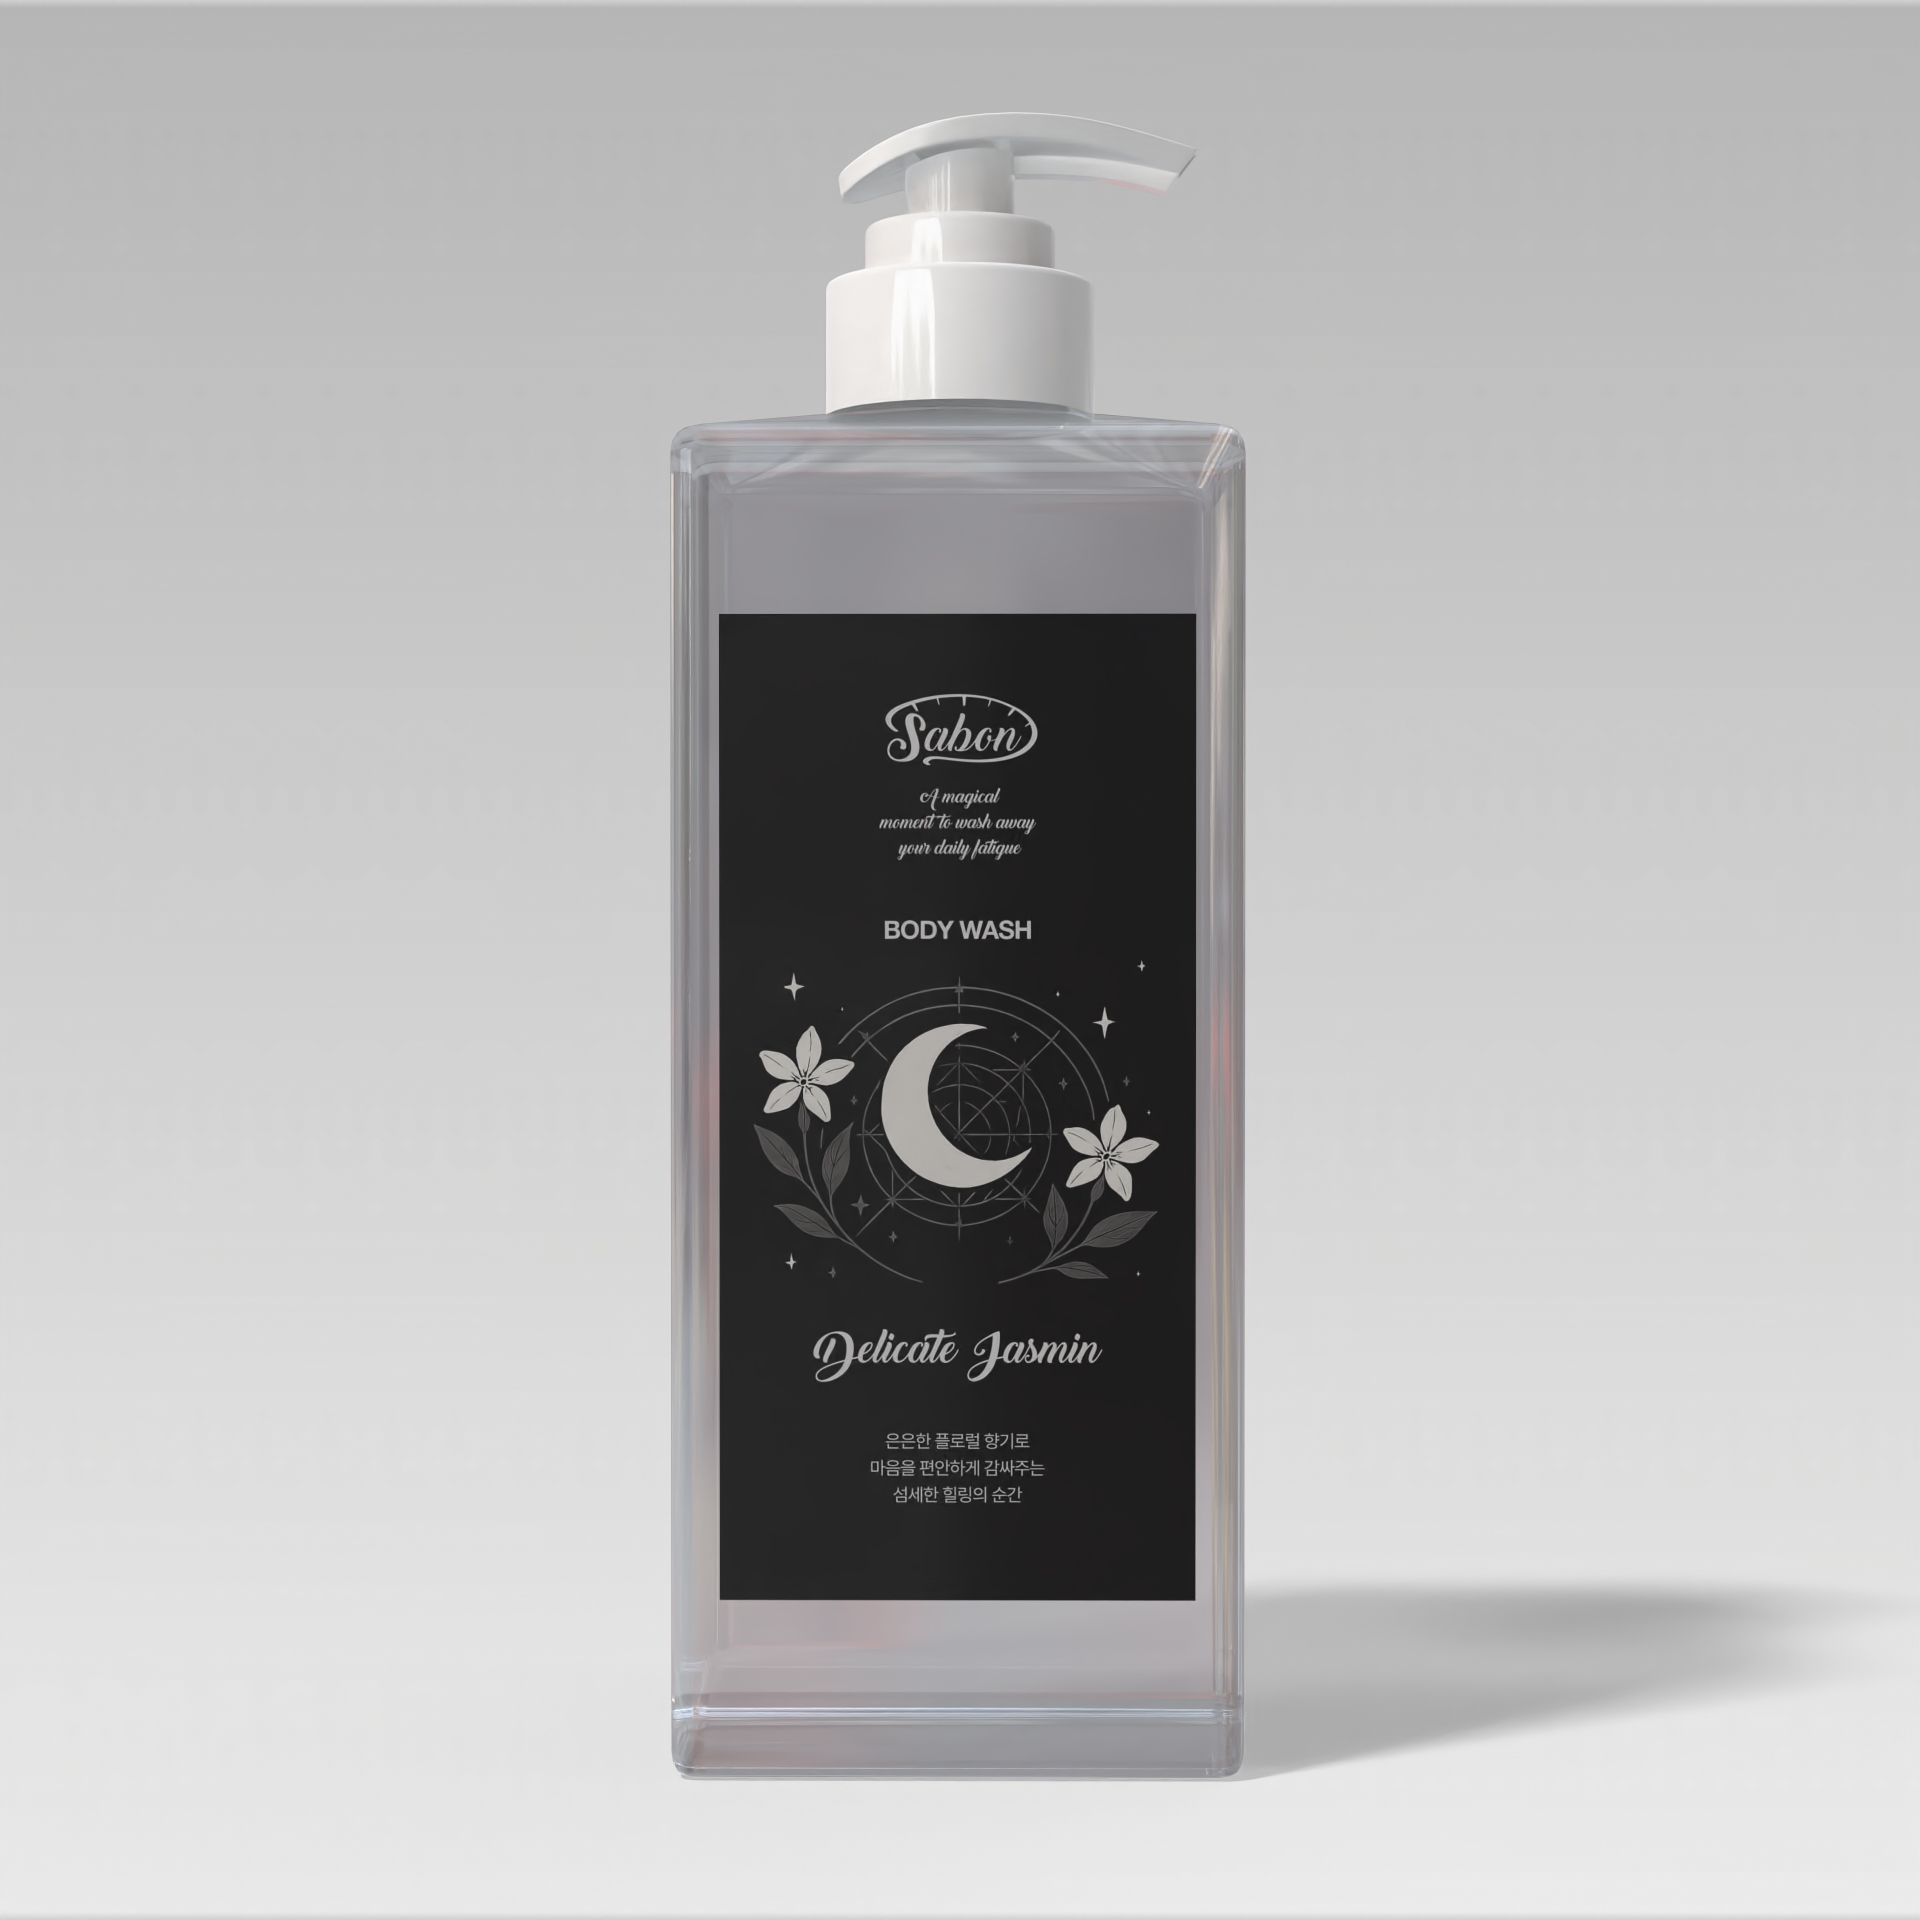 Sabon
A magical
moment to wash away
your daily fatigue
BODY WASH
Delicate Jasmin
은은한 플로럴 향기로
마음을 편안하게 감싸주는
섬세한 힐링의 순간